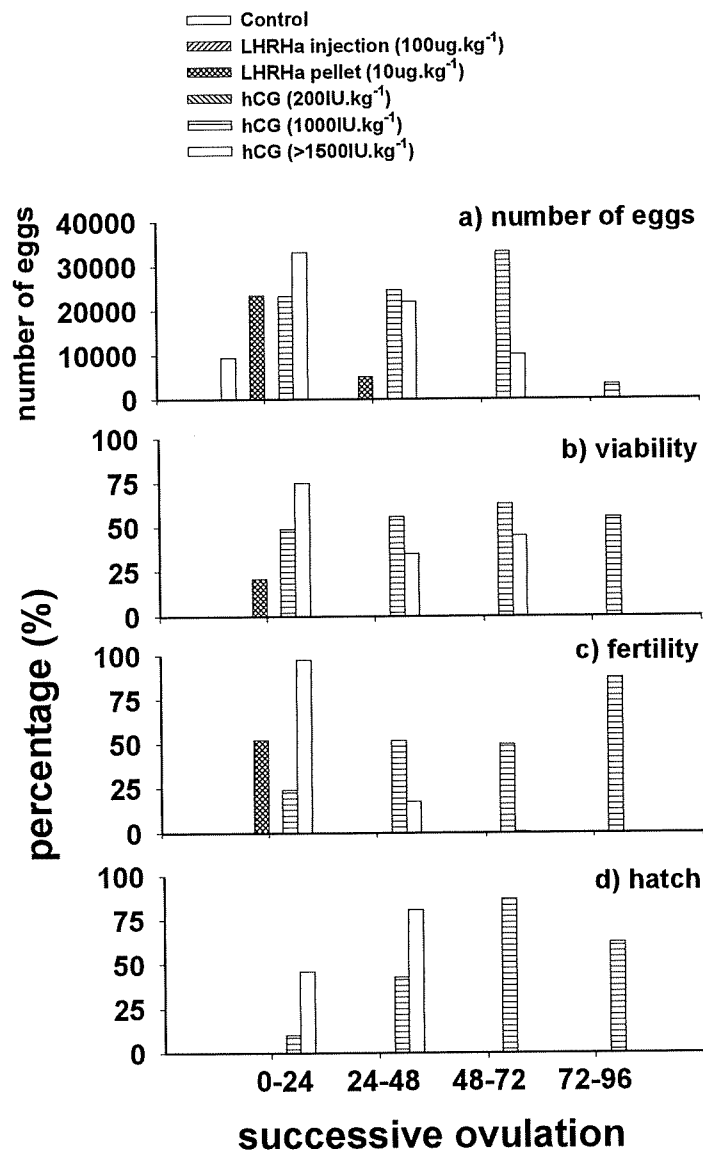 Control
LHRHa injection (100ug.kg⁻¹)
LHRHa pellet (10ug.kg⁻¹)
hCG (200IU.kg⁻¹)
hCG (1000IU.kg⁻¹)
hCG (>1500IU.kg⁻¹)
a) number of eggs
number of eggs
40000
30000
20000
10000
0
b) viability
percentage (%)
100
75
50
25
0
c) fertility
100
75
50
25
0
d) hatch
100
75
50
25
0
0-24 24-48 48-72 72-96
successive ovulation